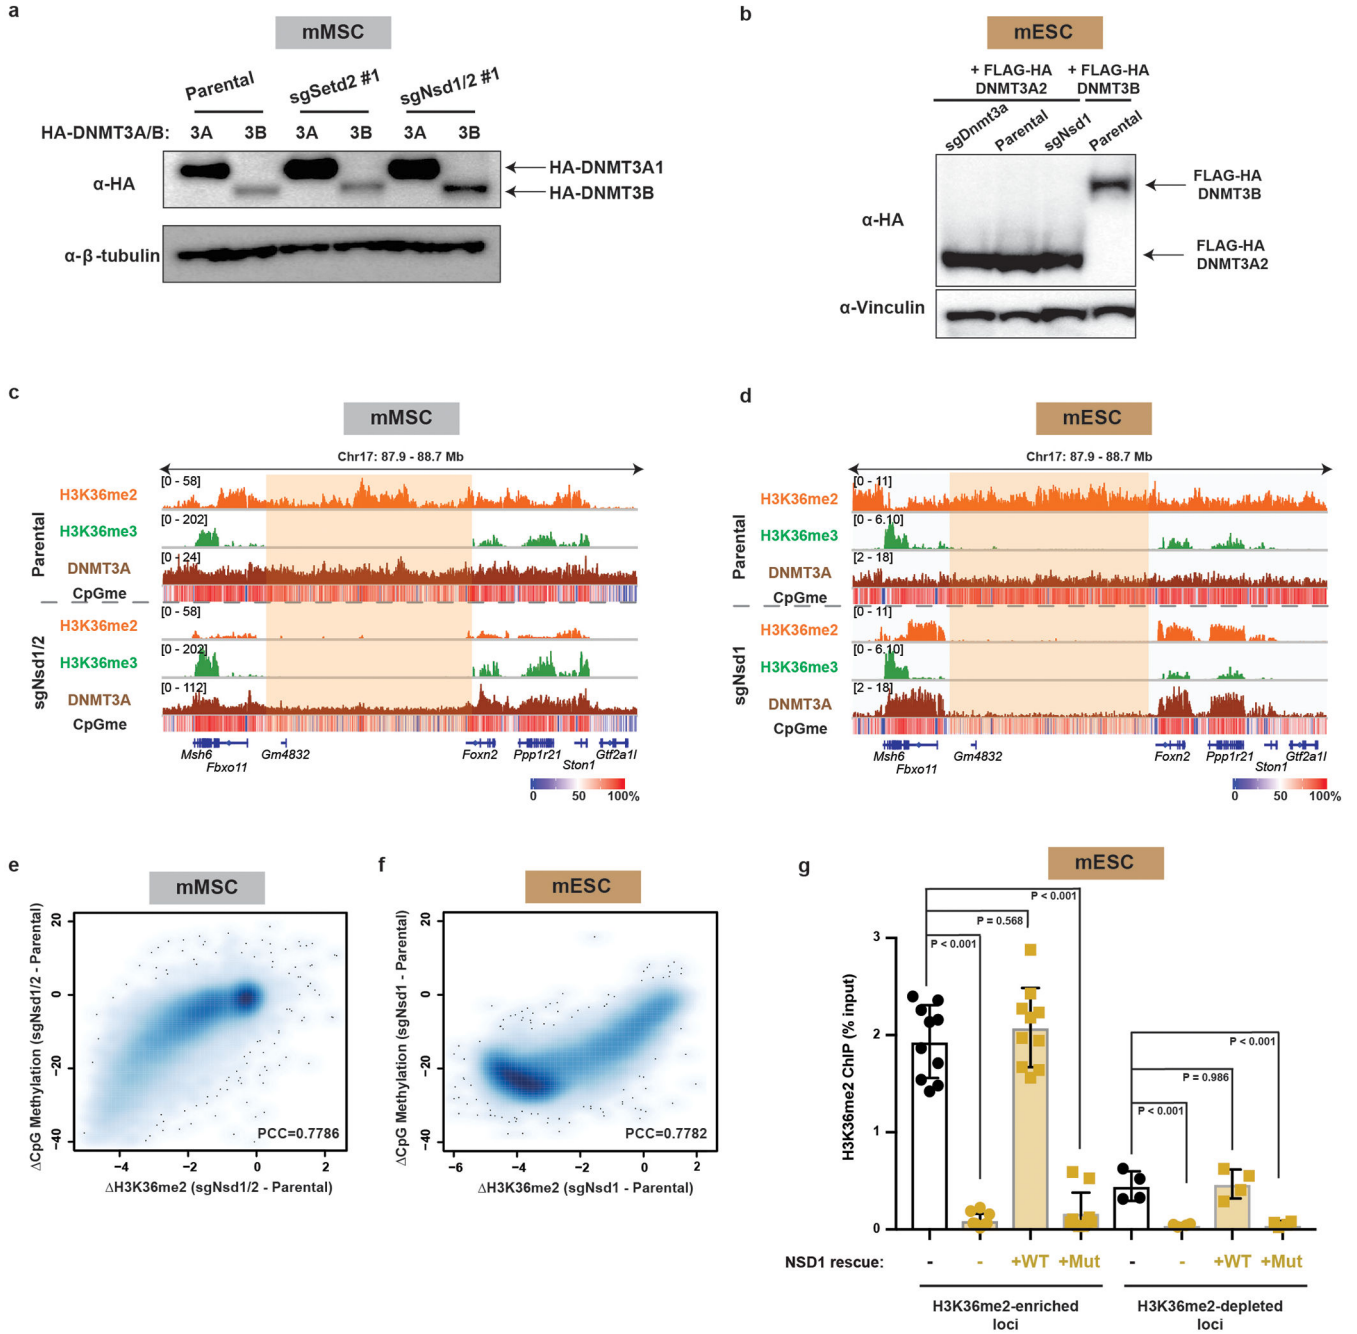 a
mMSC
Parental
sgSetd2 #1
sgNsd1/2 #1
HA-DNMT3A/B: 3A 3B 3A 3B 3A 3B
α-HA
HA-DNMT3A1
HA-DNMT3B
α-β-tubulin
b
mESC
+ FLAG-HA DNMT3A2
+ FLAG-HA DNMT3B
sgDnmt3a
Parental
sgNsd1
Parental
α-HA
FLAG-HA
DNMT3B
FLAG-HA
DNMT3A2
α-Vinculin
c
mMSC
Chr17: 87.9 - 88.7 Mb
Parental
H3K36me2 [0 - 58]
H3K36me3 [0 - 202]
DNMT3A [0 - 24]
CpGme
sgNsd1/2
H3K36me2 [0 - 58]
H3K36me3 [0 - 202]
DNMT3A [0 - 112]
CpGme
Msh6 Gm4832 Foxn2 Ppp1r21 Gtf2a1l
Fbxo11 Ston1
0 50 100%
d
mESC
Chr17: 87.9 - 88.7 Mb
Parental
H3K36me2 [0 - 11]
H3K36me3 [0 - 6.10]
DNMT3A [2 - 18]
CpGme
sgNsd1
H3K36me2 [0 - 11]
H3K36me3 [0 - 6.10]
DNMT3A [2 - 18]
CpGme
Msh6 Gm4832 Foxn2 Ppp1r21 Gtf2a1l
Fbxo11 Ston1
0 50 100%
e
mMSC
ΔCpG Methylation (sgNsd1/2 - Parental)
20
0
−20
−40
PCC=0.7786
−4 −2 0 2
ΔH3K36me2 (sgNsd1/2 - Parental)
f
mESC
ΔCpG Methylation (sgNsd1 - Parental)
20
0
−20
−40
PCC=0.7782
−6 −4 −2 0 2
ΔH3K36me2 (sgNsd1 - Parental)
g
mESC
H3K36me2 ChIP (% input)
3
2
1
0
P < 0.001
P = 0.568
P < 0.001
P < 0.001
P = 0.986
P < 0.001
NSD1 rescue: - - +WT +Mut - - +WT +Mut
H3K36me2-enriched
loci
H3K36me2-depleted
loci